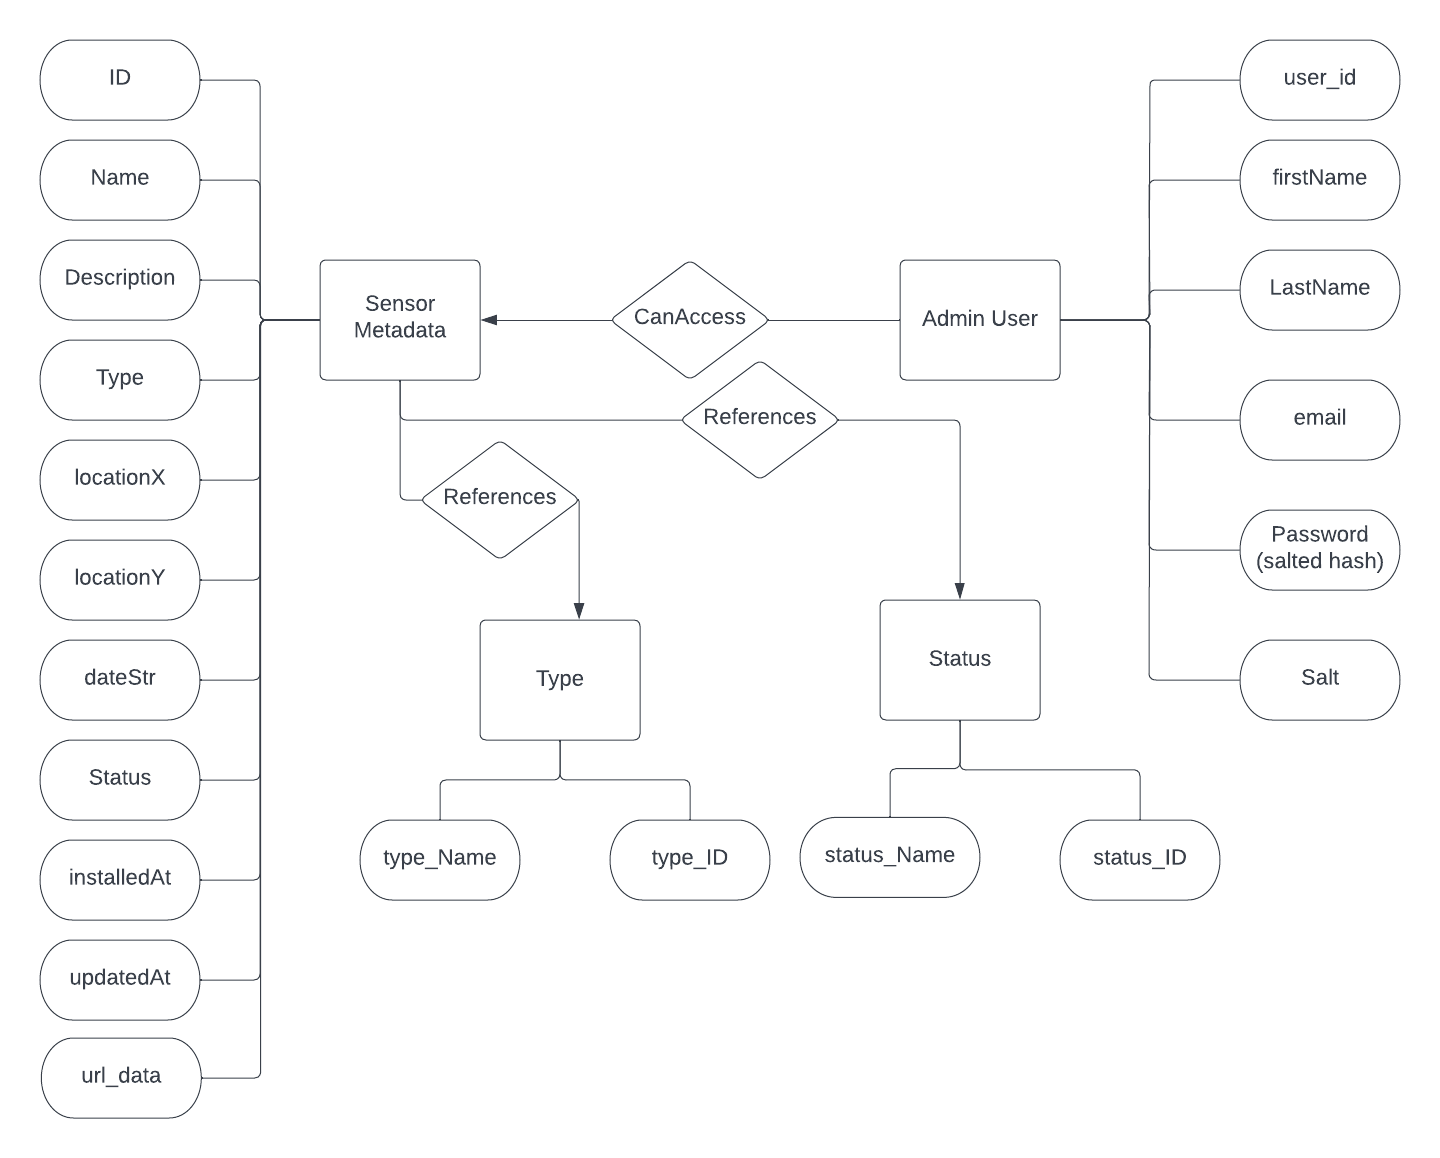 ID
Name
Description
Type
locationX
locationY
dateStr
Status
installedAt
updatedAt
url_data
Sensor
Metadata
CanAccess
Admin User
References
References
Type
type_Name
type_ID
Status
status_Name
status_ID
user_id
firstName
LastName
email
Password
(salted hash)
Salt